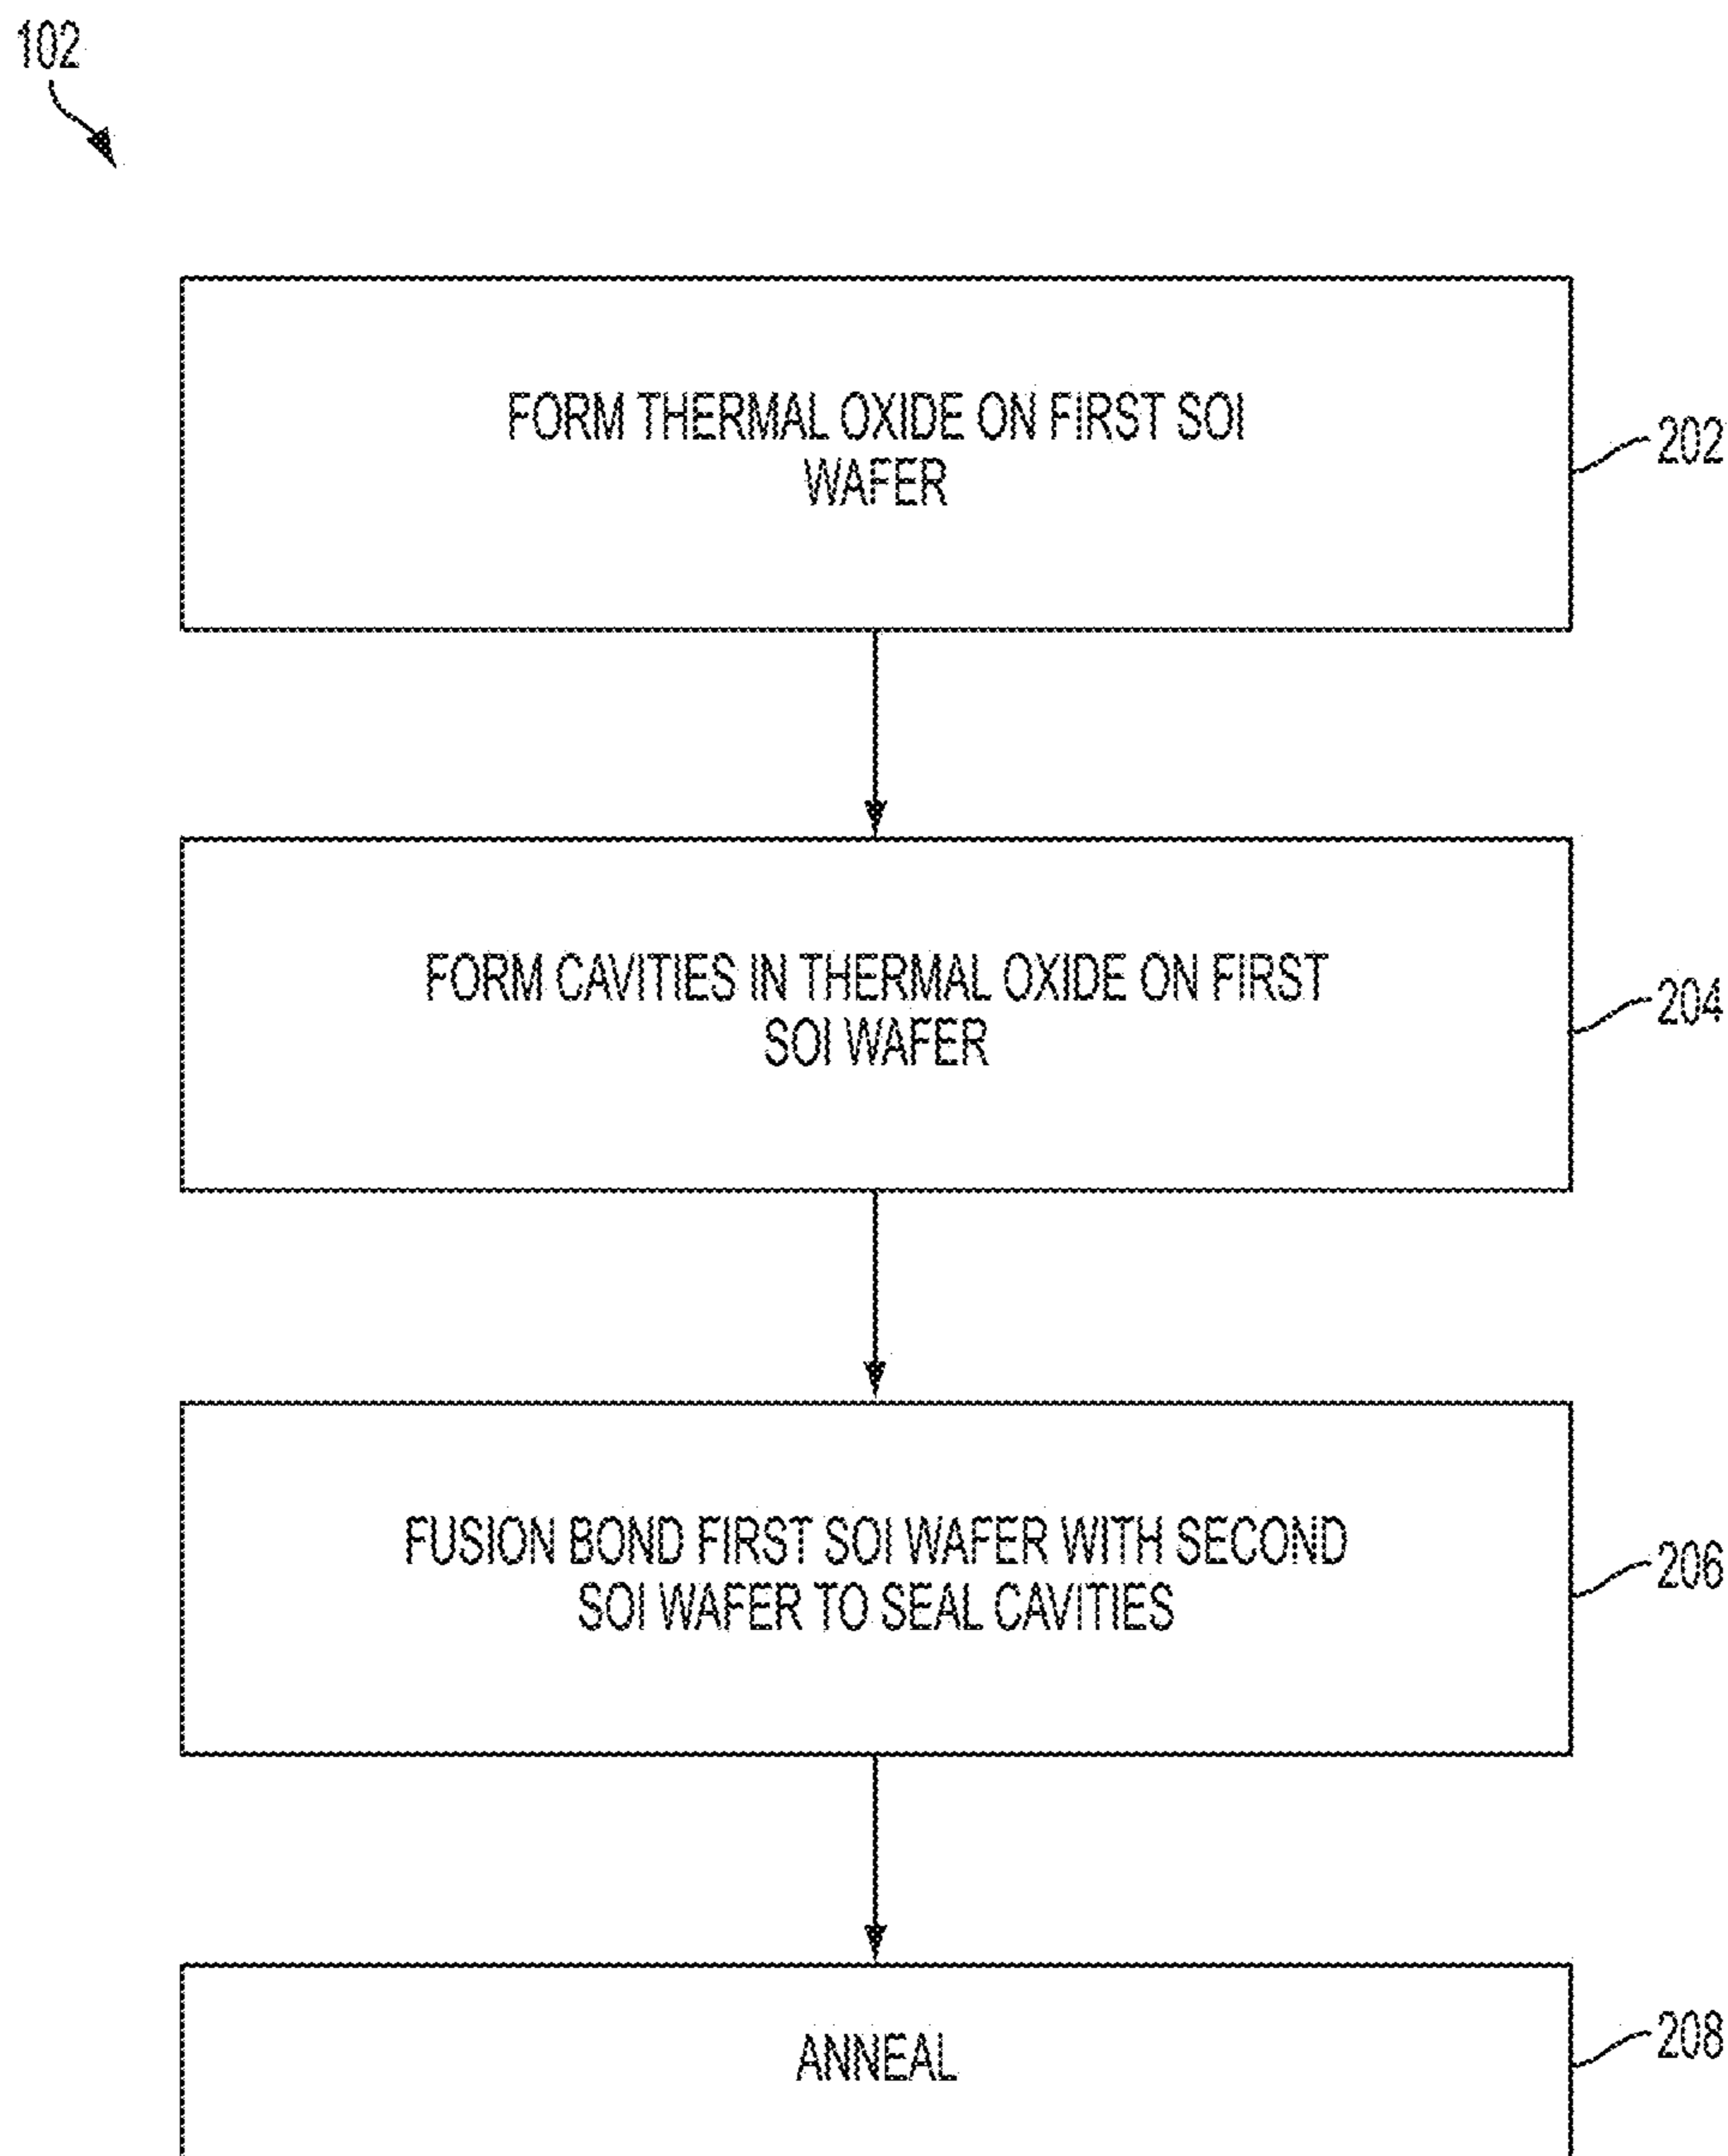 102
FORM THERMAL OXIDE ON FIRST SOI
WAFER
202
FORM CAVITIES IN THERMAL OXIDE ON FIRST
SOI WAFER
204
FUSION BOND FIRST SOI WAFER WITH SECOND
SOI WAFER TO SEAL CAVITIES
206
ANNEAL
208